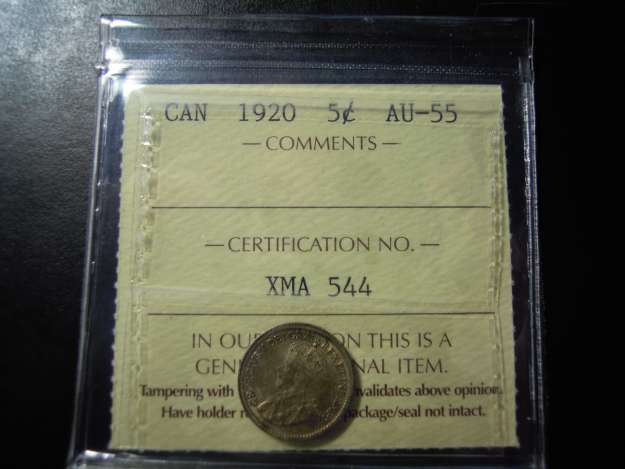 CAN 1920 5¢ AU-55
— COMMENTS —
— CERTIFICATION NO. —
XMA 544
IN OU ON THIS IS A
GEN NAL ITEM.
Tampering with nvalidates above opinion.
Have holder package/seal not intact.